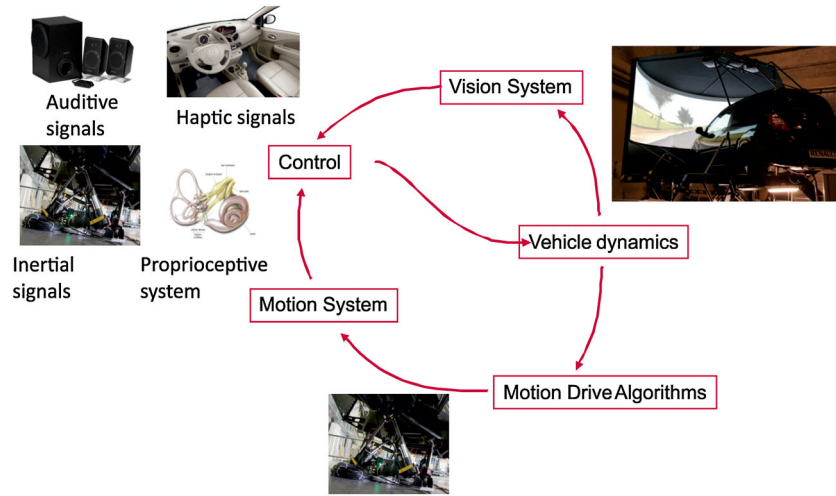 Auditive
signals
Haptic signals
Vision System
Control
Vehicle dynamics
Inertial
signals
Proprioceptive
system
Motion System
Motion Drive Algorithms